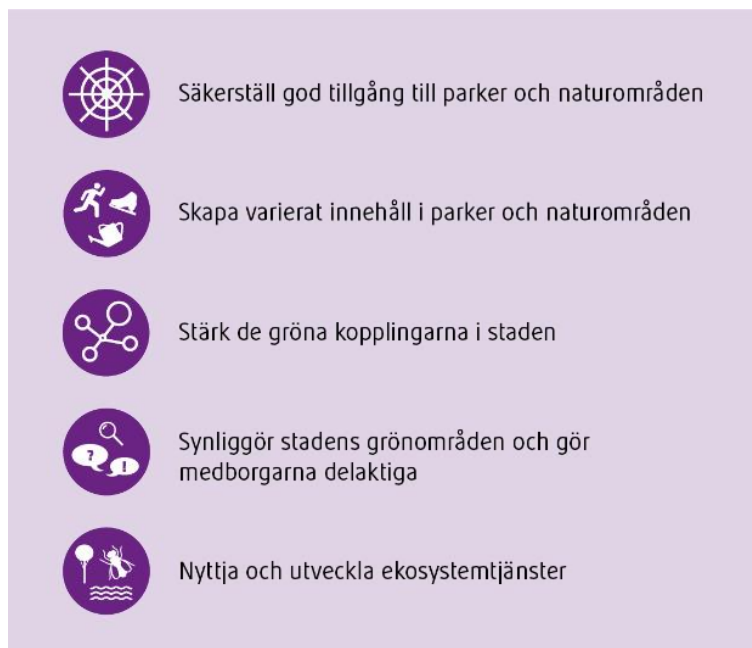 Säkerställ god tillgång till parker och naturområden
Skapa varierat innehåll i parker och naturområden
Stärk de gröna kopplingarna i staden
? !
Synliggör stadens grönområden och gör
medborgarna delaktiga
Nyttja och utveckla ekosystemtjänster